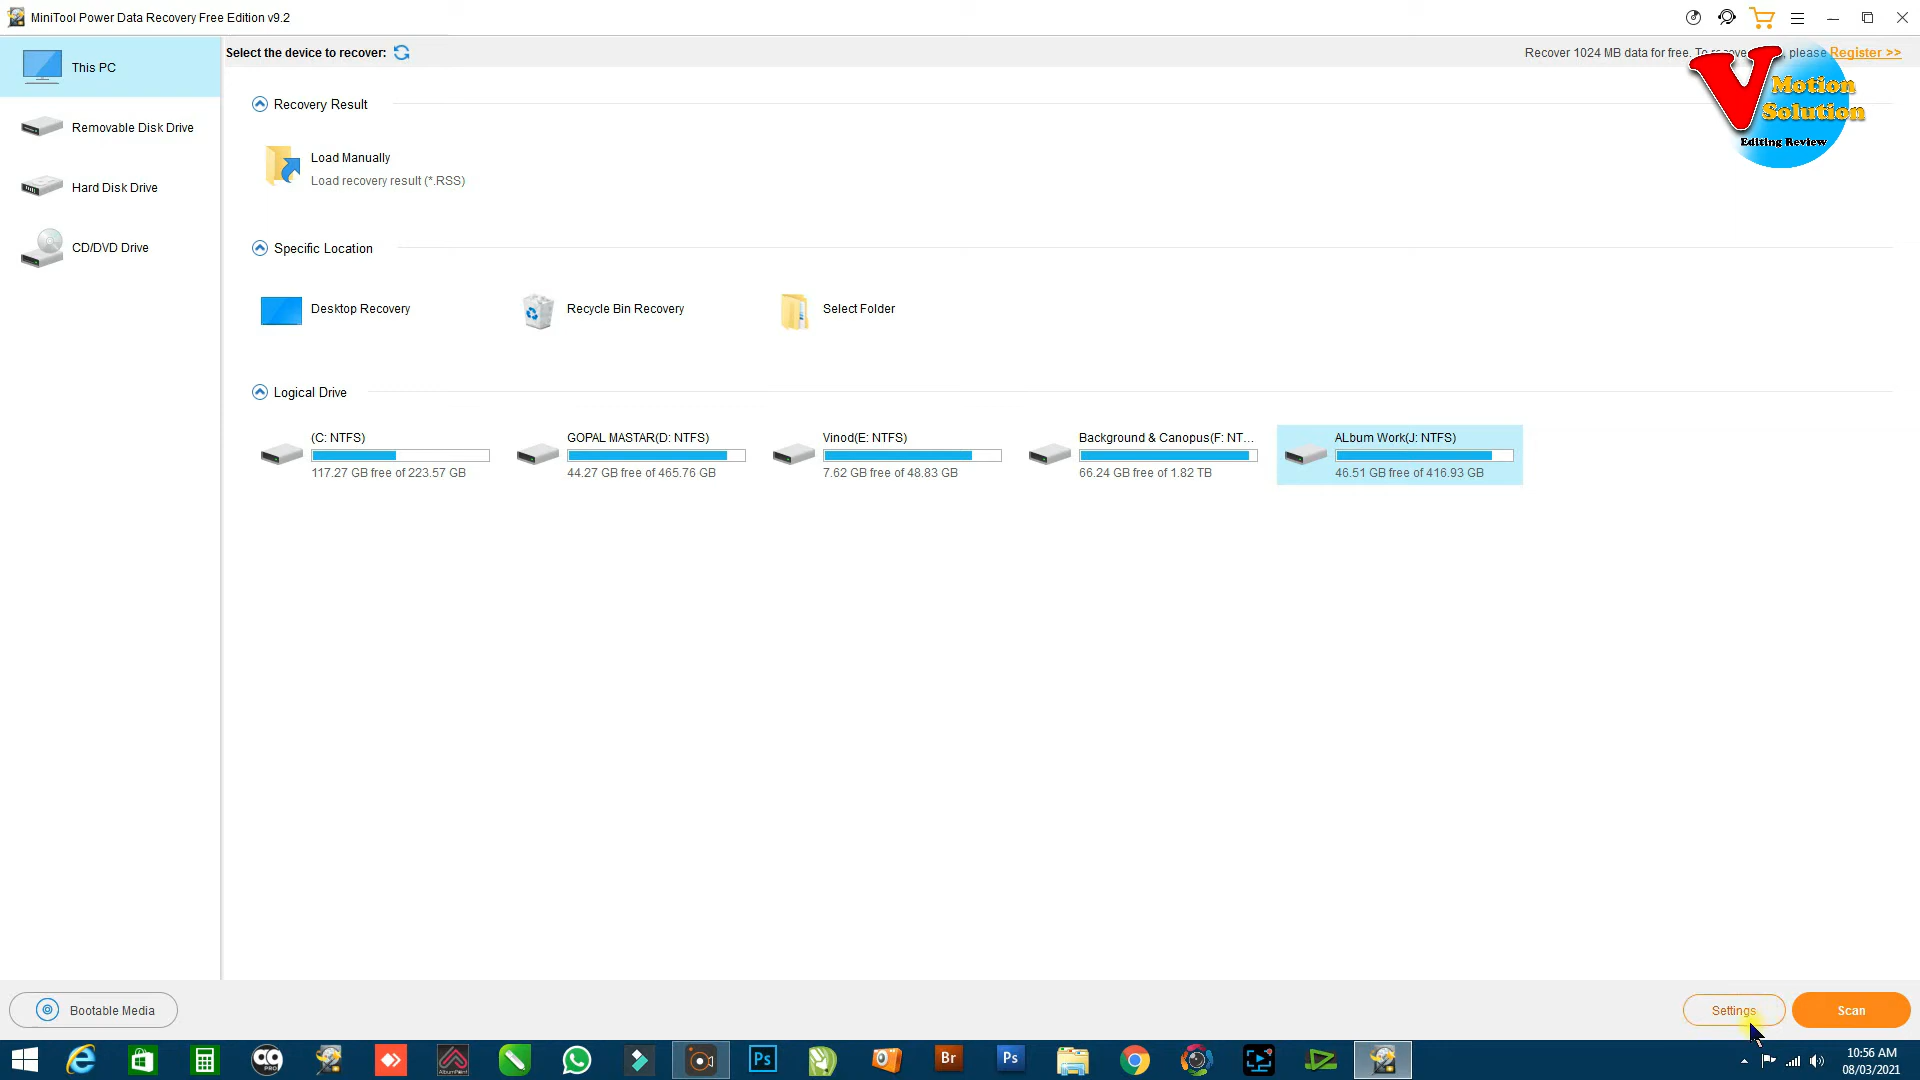 MiniTool Power Data Recovery Free Edition v9.2
This PC
Removable Disk Drive
Hard Disk Drive
CD/DVD Drive
Select the device to recover:
Recover 1024 MB data for free. To please Register >>
V Motion
Solution
Editing Review
Recovery Result
Load Manually
Load recovery result (*.RSS)
Specific Location
Desktop Recovery
Recycle Bin Recovery
Select Folder
Logical Drive
(C: NTFS)
117.27 GB free of 223.57 GB
GOPAL MASTAR(D: NTFS)
44.27 GB free of 465.76 GB
Vinod(E: NTFS)
7.62 GB free of 48.83 GB
Background & Canopus(F: NT...
66.24 GB free of 1.82 TB
ALbum Work(J: NTFS)
46.51 GB free of 416.93 GB
Bootable Media
Settings
Scan
PRO
Ps
Br
Ps
10:56 AM
08/03/2021